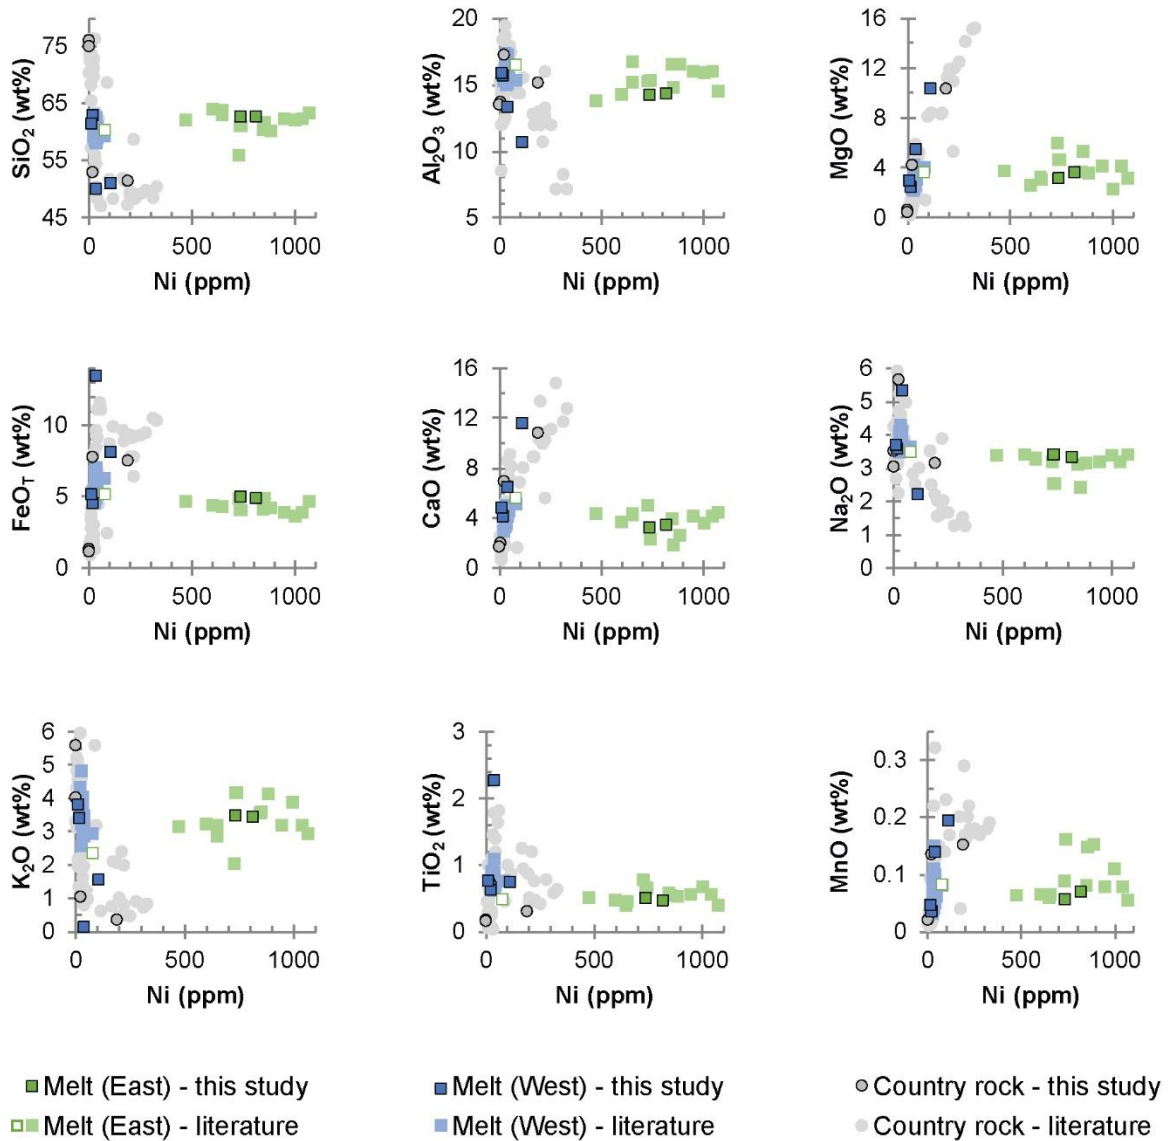 75
65
55
45
SiO₂ (wt%)
0 500 1000
Ni (ppm)
20
15
10
5
Al₂O₃ (wt%)
0 500 1000
Ni (ppm)
16
12
8
4
0
MgO (wt%)
0 500 1000
Ni (ppm)
10
5
0
FeO_T (wt%)
0 500 1000
Ni (ppm)
16
12
8
4
0
CaO (wt%)
0 500 1000
Ni (ppm)
6
5
4
3
2
1
0
Na₂O (wt%)
0 500 1000
Ni (ppm)
6
5
4
3
2
1
0
K₂O (wt%)
0 500 1000
Ni (ppm)
3
2
1
0
TiO₂ (wt%)
0 500 1000
Ni (ppm)
0.3
0.2
0.1
0
MnO (wt%)
0 500 1000
Ni (ppm)
Melt (East) - this study
Melt (West) - this study
Country rock - this study
Melt (East) - literature
Melt (West) - literature
Country rock - literature